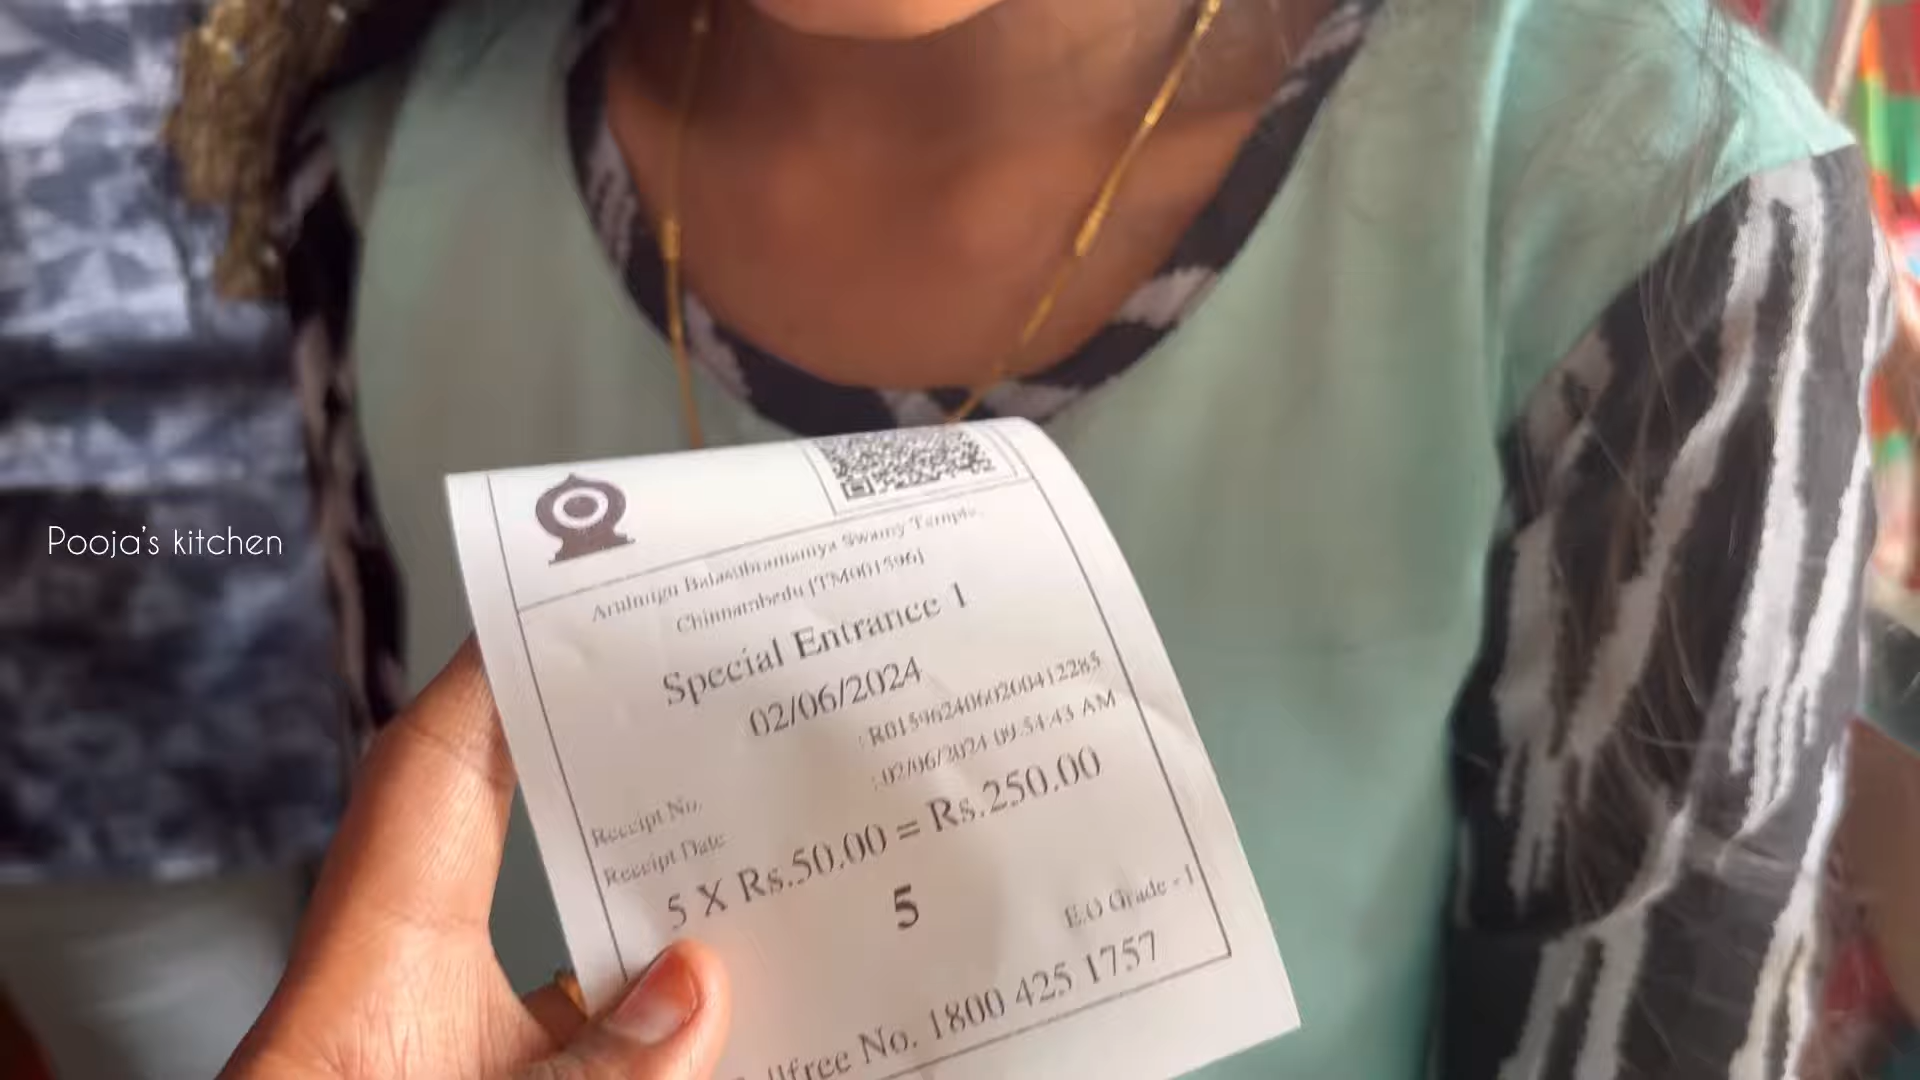 Pooja's kitchen
Arulmigu Balasubramaniya Swamy Temple,
Chinnambedu [TM001596]
Special Entrance 1
02/06/2024
Receipt No. : R0159624060200412285
Receipt Date : 02/06/2024 09:54:43 AM
5 X Rs.50.00 = Rs.250.00
5
E.O Grade - 1
No. 1800 425 1757